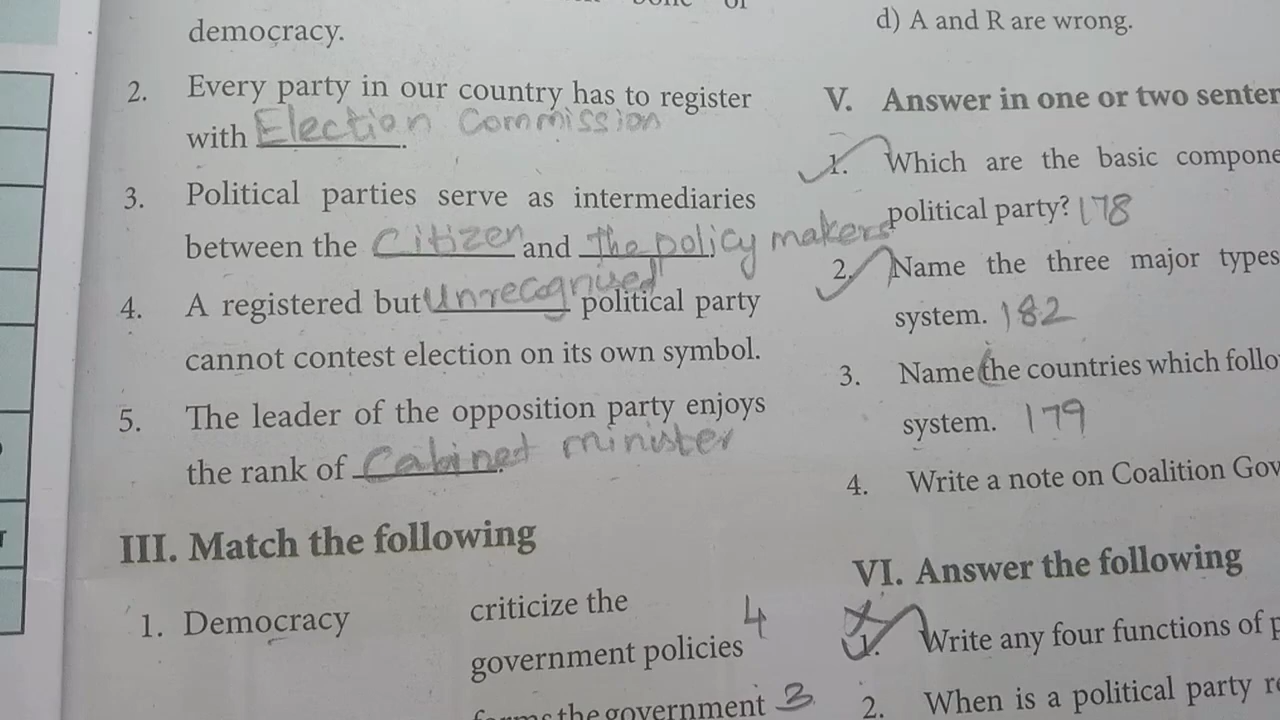 democracy.
2. Every party in our country has to register
with Election Commission.
3. Political parties serve as intermediaries
between the Citizen and the policy makers.
4. A registered but Unrecognised political party
cannot contest election on its own symbol.
5. The leader of the opposition party enjoys
the rank of Cabinet minister.
III. Match the following
1. Democracy
criticize the
government policies 4
the government 3
d) A and R are wrong.
V. Answer in one or two senten
1. Which are the basic compone
political party? 178
2. Name the three major types
system. 182
3. Name the countries which follo
system. 179
4. Write a note on Coalition Gov
VI. Answer the following
1. Write any four functions of p
2. When is a political party re